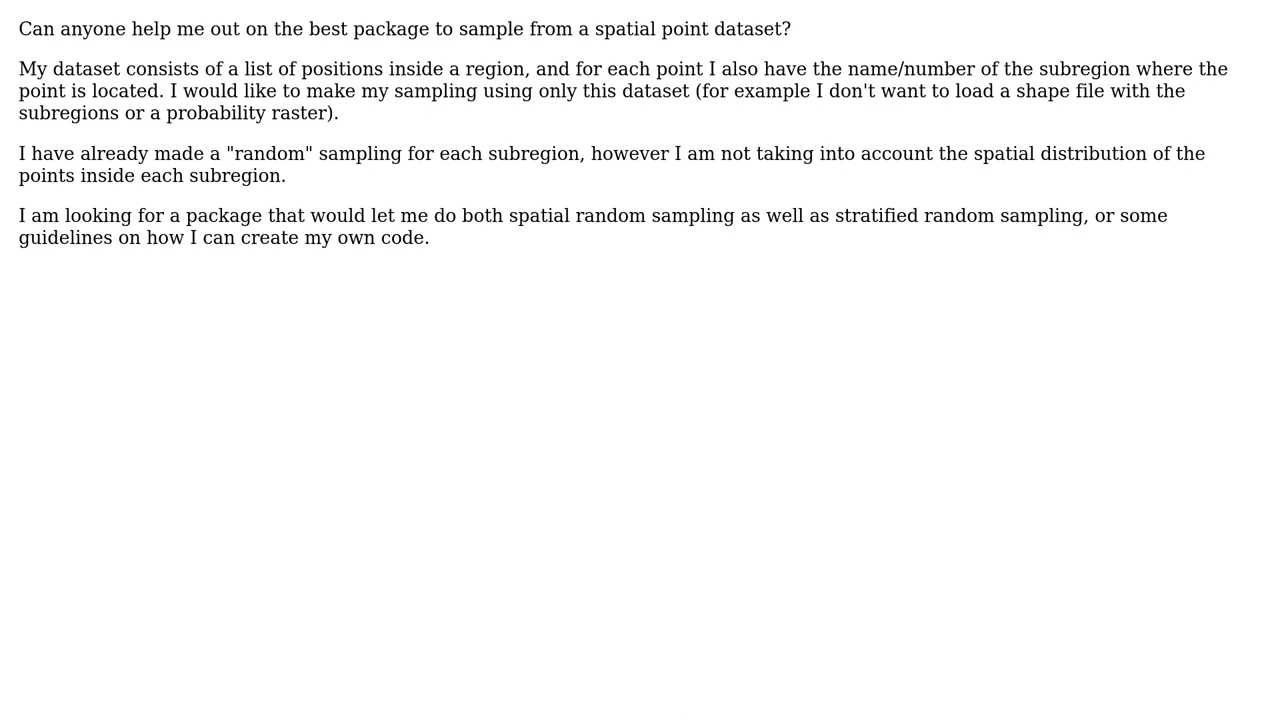 Can anyone help me out on the best package to sample from a spatial point dataset?
My dataset consists of a list of positions inside a region, and for each point I also have the name/number of the subregion where the
point is located. I would like to make my sampling using only this dataset (for example I don't want to load a shape file with the
subregions or a probability raster).
I have already made a "random" sampling for each subregion, however I am not taking into account the spatial distribution of the
points inside each subregion.
I am looking for a package that would let me do both spatial random sampling as well as stratified random sampling, or some
guidelines on how I can create my own code.